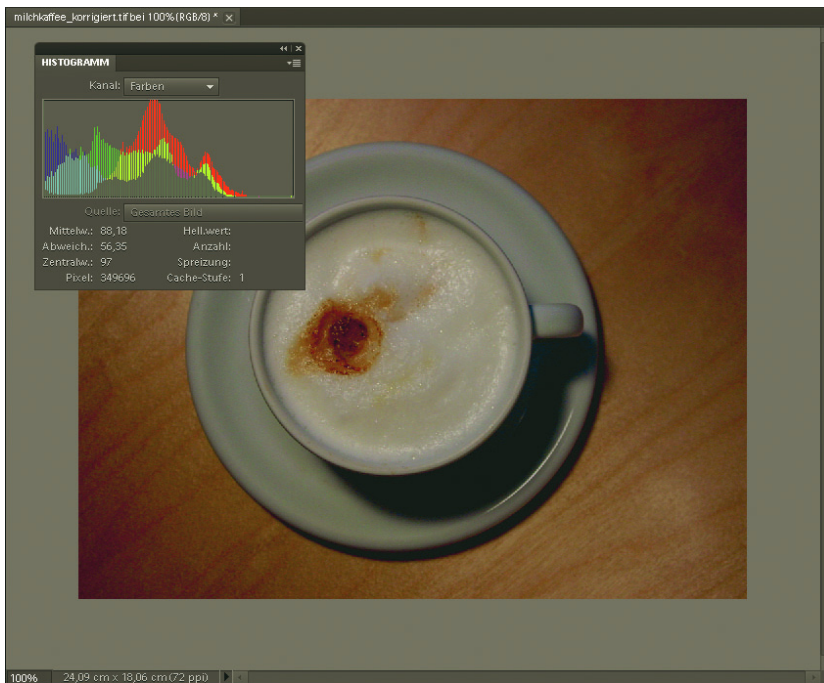 milchkaffee_korrigiert.tif bei 100% (RGB/8) *
HISTOGRAMM
Kanal: Farben
Quelle: Gesamtes Bild
Mittelw.: 88,18 Hell.wert:
Abweich.: 56,35 Anzahl:
Zentralw.: 97 Spreizung:
Pixel: 349696 Cache-Stufe: 1
100% 24,09 cm x 18,06 cm (72 ppi)